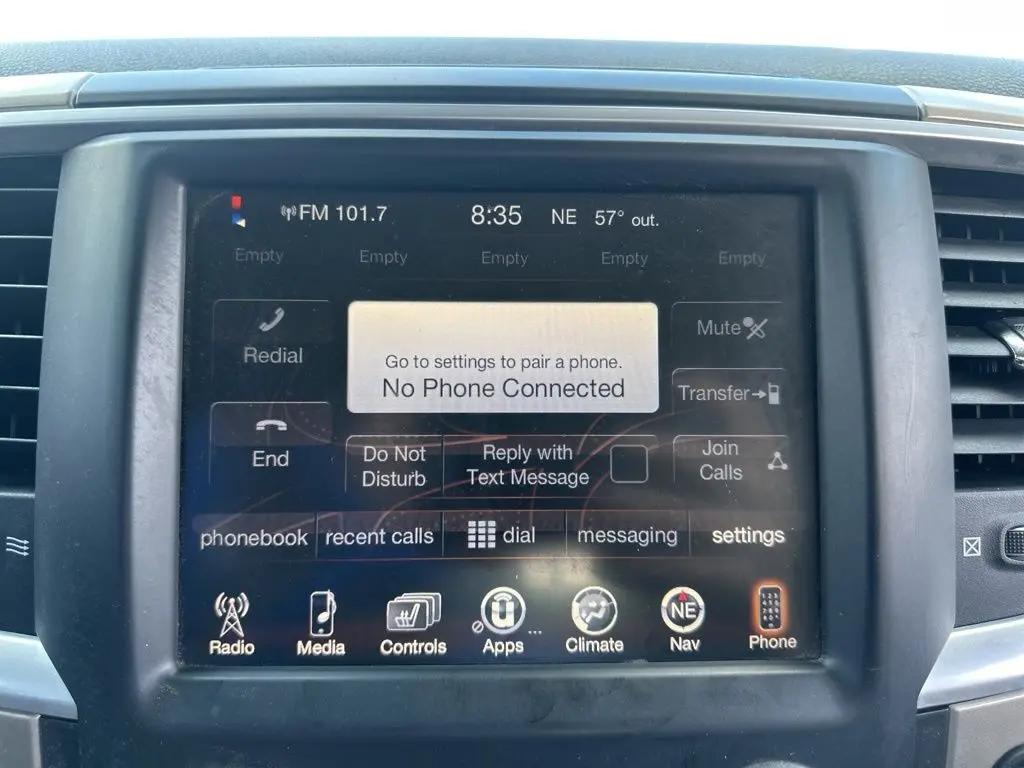 FM 101.7 8:35 NE 57° out.
Empty Empty Empty Empty Empty
Redial
Go to settings to pair a phone.
No Phone Connected
Mute
Transfer
End
Do Not
Disturb
Reply with
Text Message
Join
Calls
phonebook recent calls dial messaging settings
NE
Radio Media Controls Apps Climate Nav Phone